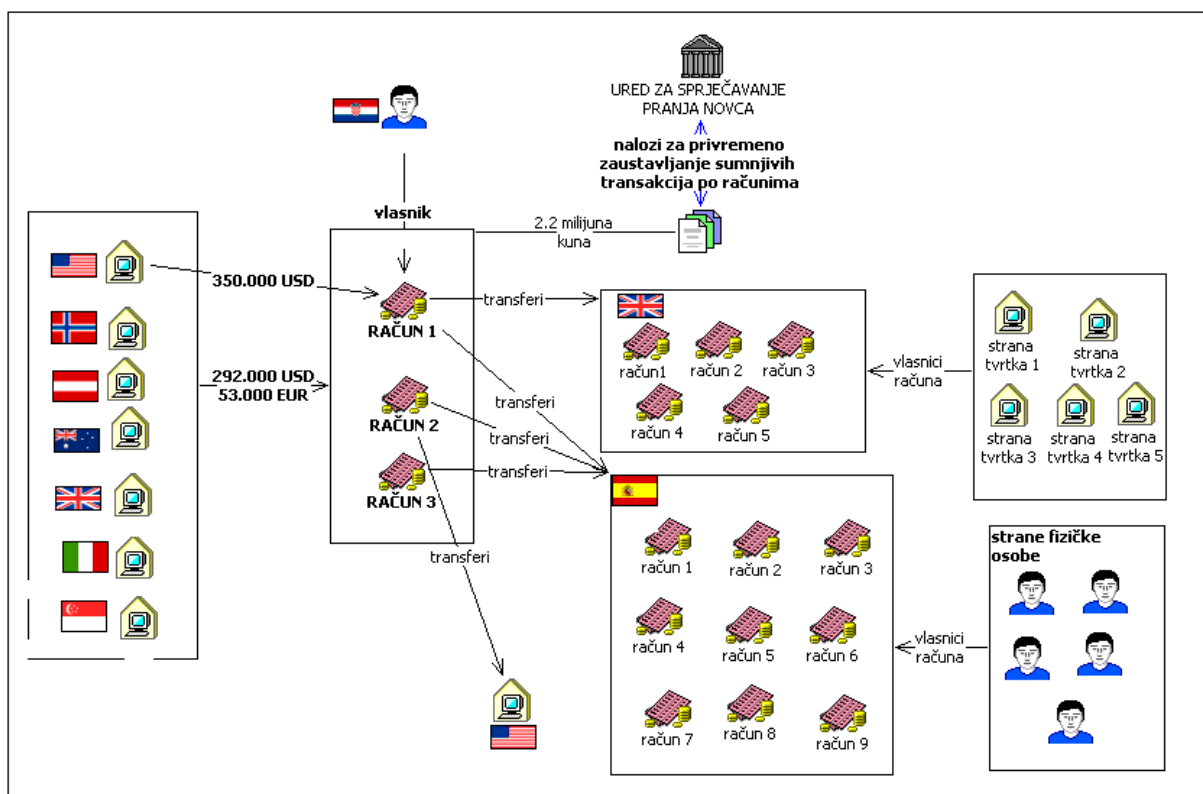 URED ZA SPRJEČAVANJE
PRANJA NOVCA
nalozi za privremeno
zaustavljanje sumnjivih
transakcija po računima
vlasnik
2.2 milijuna
kuna
350.000 USD
292.000 USD
53.000 EUR
RAČUN 1
RAČUN 2
RAČUN 3
transferi
transferi
transferi
transferi
transferi
račun1
račun 2
račun 3
račun 4
račun 5
vlasnici
računa
strana
tvrtka 1
strana
tvrtka 2
strana
tvrtka 3
strana
tvrtka 4
strana
tvrtka 5
račun 1
račun 2
račun 3
račun 4
račun 5
račun 6
račun 7
račun 8
račun 9
vlasnici
računa
strane fizičke
osobe